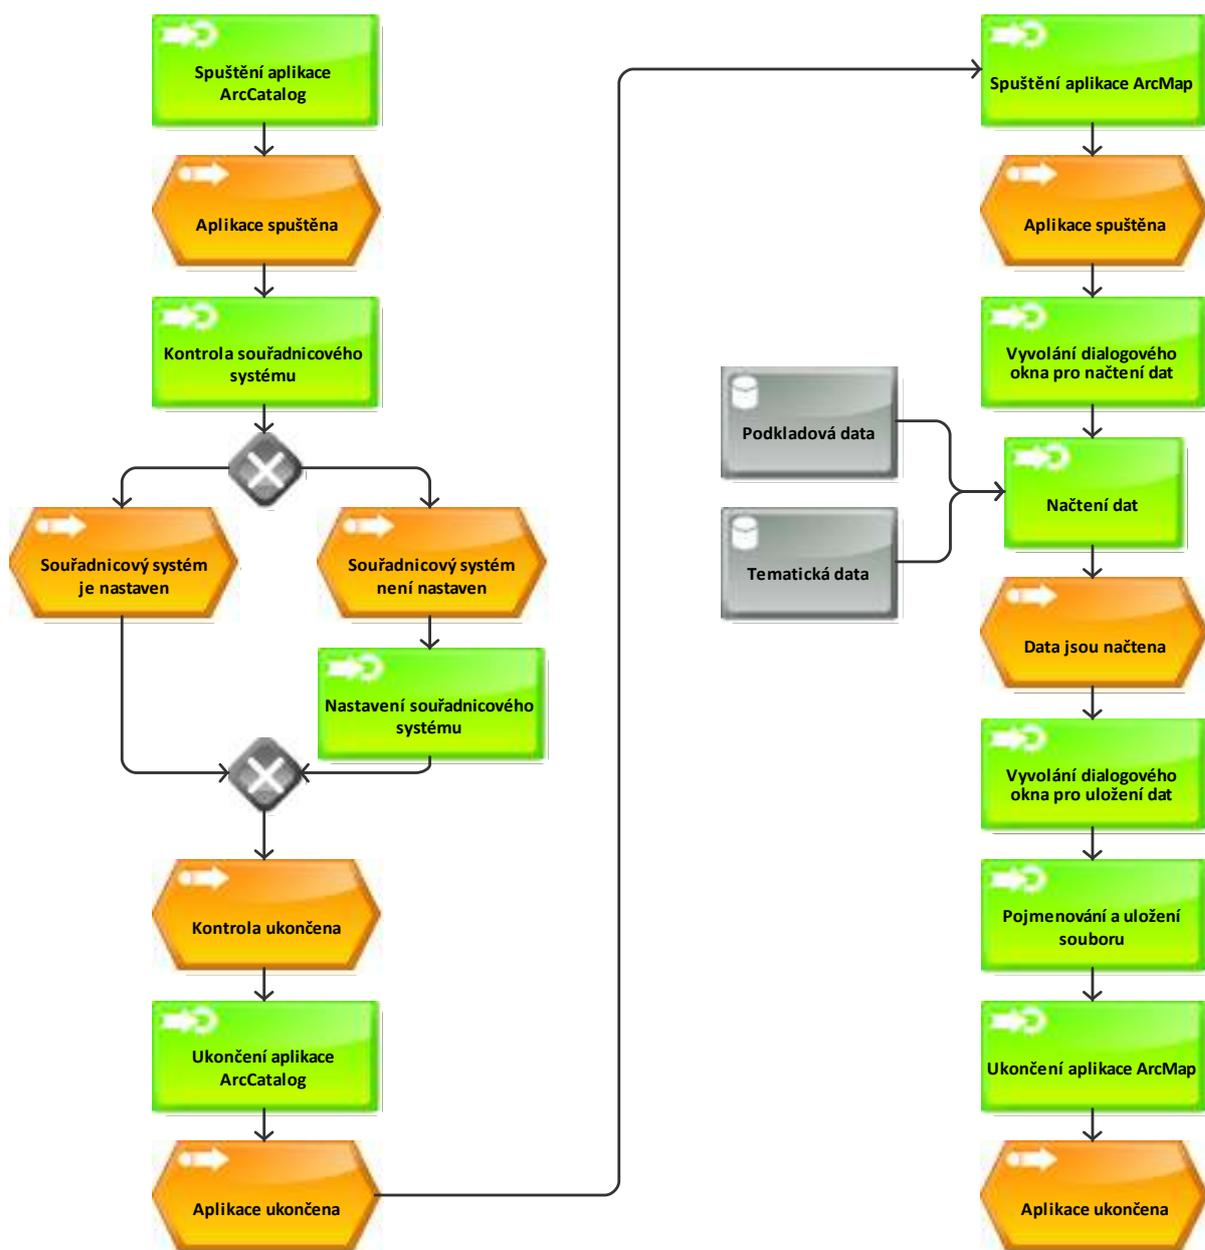 Spuštění aplikace
ArcCatalog
Aplikace spuštěna
Kontrola souřadnicového
systému
Souřadnicový systém
je nastaven
Souřadnicový systém
není nastaven
Nastavení souřadnicového
systému
Kontrola ukončena
Ukončení aplikace
ArcCatalog
Aplikace ukončena
Spuštění aplikace ArcMap
Aplikace spuštěna
Vyvolání dialogového
okna pro načtení dat
Podkladová data
Tematická data
Načtení dat
Data jsou načtena
Vyvolání dialogového
okna pro uložení dat
Pojmenování a uložení
souboru
Ukončení aplikace ArcMap
Aplikace ukončena